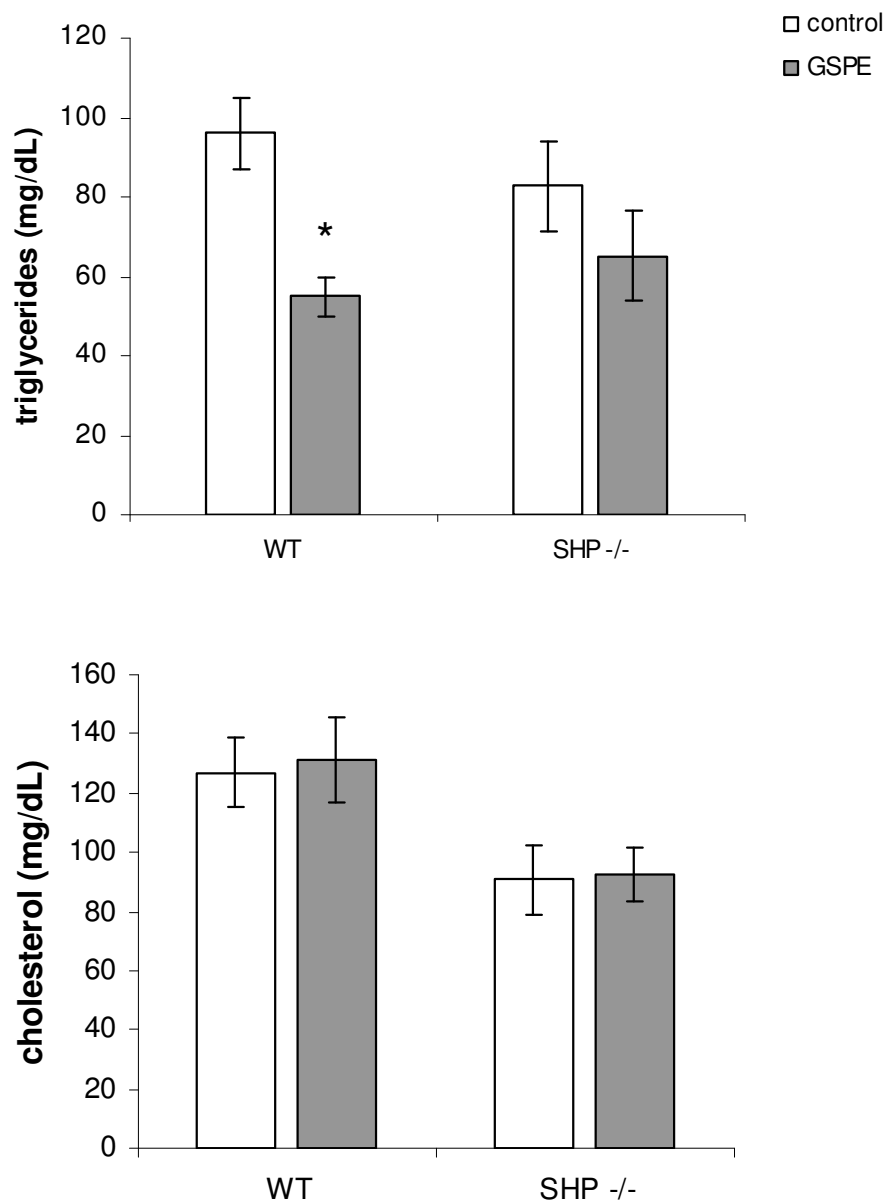 control
GSPE
triglycerides (mg/dL)
120
100
80
60
40
20
0
*
WT SHP -/-
cholesterol (mg/dL)
160
140
120
100
80
60
40
20
0
WT SHP -/-